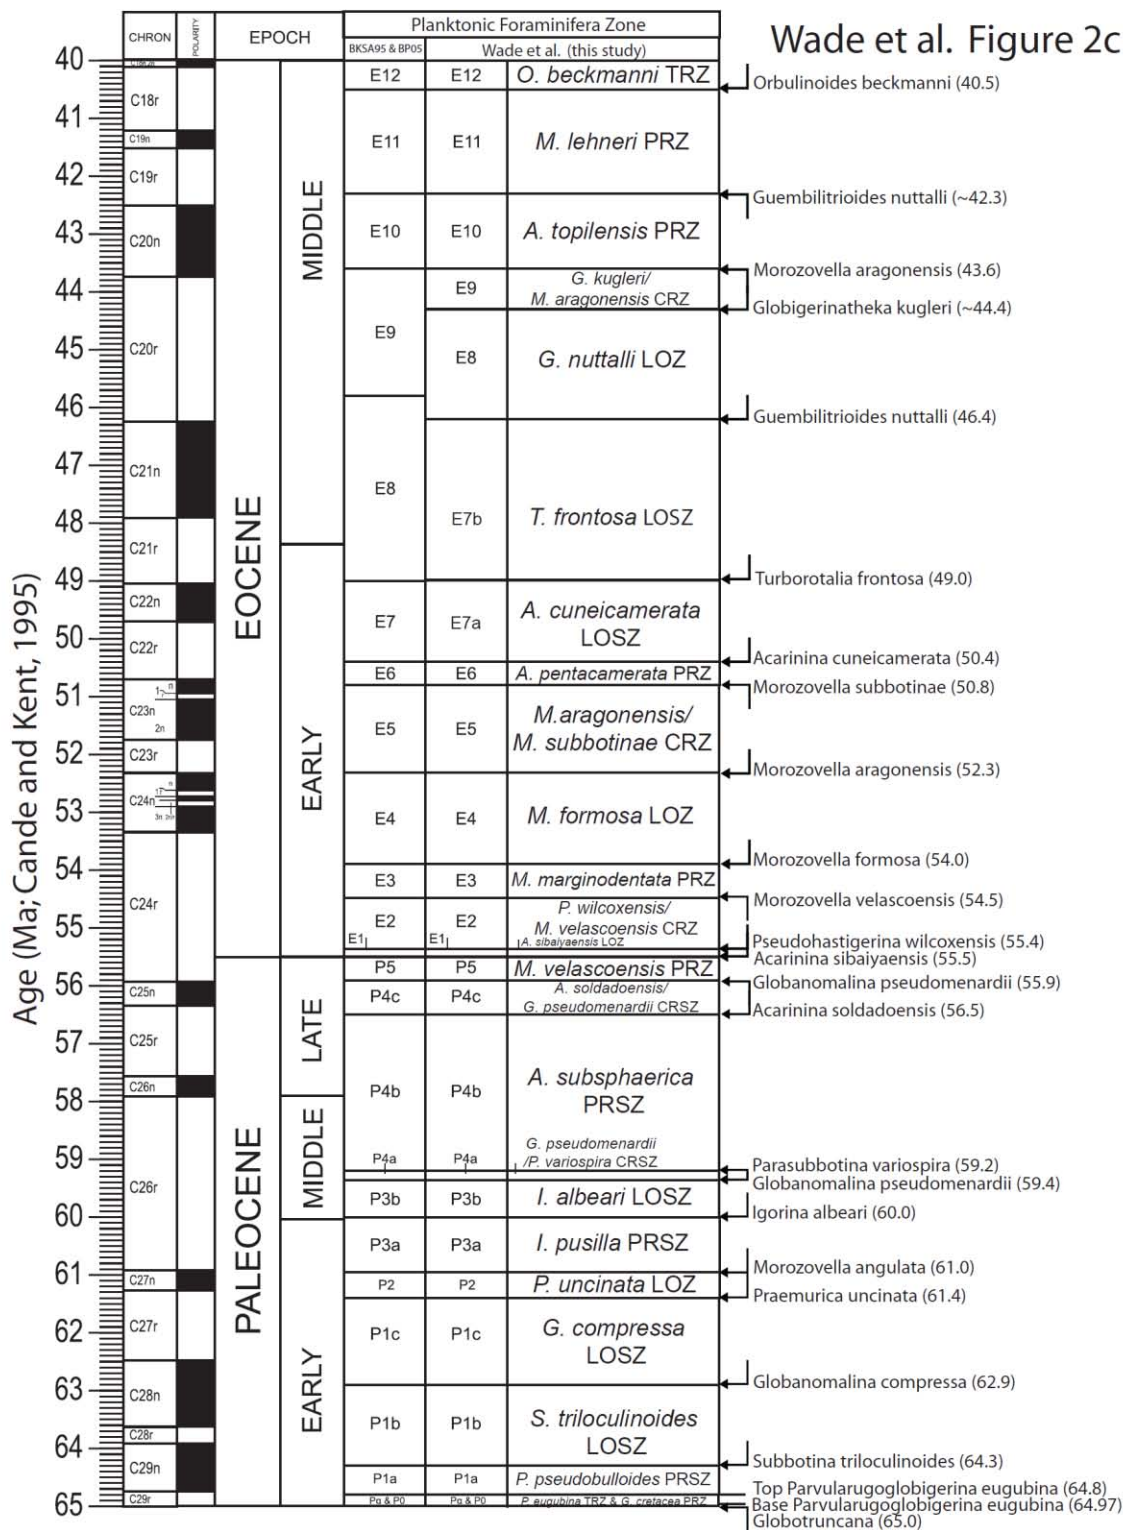 Wade et al. Figure 2c
Planktonic Foraminifera Zone
CHRON
POLARITY
EPOCH
BKSA95 & BP05
Wade et al. (this study)
Age (Ma; Cande and Kent, 1995)
40
41
42
43
44
45
46
47
48
49
50
51
52
53
54
55
56
57
58
59
60
61
62
63
64
65
C18r
C19n
C19r
C20n
C20r
C21n
C21r
C22n
C22r
1
n
C23n
2n
C23r
n
C24n
3n
C24r
C25n
C25r
C26n
C26r
C27n
C27r
C28n
C28r
C29n
C29r
EOCENE
PALEOCENE
MIDDLE
EARLY
LATE
MIDDLE
EARLY
E12 E12 O. beckmanni TRZ
E11 E11 M. lehneri PRZ
E10 E10 A. topilensis PRZ
E9
E9 G. kugleri/
M. aragonensis CRZ
E8 G. nuttalli LOZ
E8
E7b T. frontosa LOSZ
E7 E7a A. cuneicamerata
LOSZ
E6 E6 A. pentacamerata PRZ
E5 E5 M.aragonensis/
M. subbotinae CRZ
E4 E4 M. formosa LOZ
E3 E3 M. marginodentata PRZ
E2 E2 P. wilcoxensis/
M. velascoensis CRZ
E1 E1 A. sibaiyaensis LOZ
P5 P5 M. velascoensis PRZ
P4c P4c A. soldadoensis/
G. pseudomenardii CRSZ
P4b P4b A. subsphaerica
PRSZ
P4a P4a G. pseudomenardii
/P. variospira CRSZ
P3b P3b I. albeari LOSZ
P3a P3a I. pusilla PRSZ
P2 P2 P. uncinata LOZ
P1c P1c G. compressa
LOSZ
P1b P1b S. triloculinoides
LOSZ
P1a P1a P. pseudobulloides PRSZ
Pα & P0 Pα & P0 P. eugubina TRZ & G. cretacea PRZ
Orbulinoides beckmanni (40.5)
Guembilitrioides nuttalli (~42.3)
Morozovella aragonensis (43.6)
Globigerinatheka kugleri (~44.4)
Guembilitrioides nuttalli (46.4)
Turborotalia frontosa (49.0)
Acarinina cuneicamerata (50.4)
Morozovella subbotinae (50.8)
Morozovella aragonensis (52.3)
Morozovella formosa (54.0)
Morozovella velascoensis (54.5)
Pseudohastigerina wilcoxensis (55.4)
Acarinina sibaiyaensis (55.5)
Globanomalina pseudomenardii (55.9)
Acarinina soldadoensis (56.5)
Parasubbotina variospira (59.2)
Globanomalina pseudomenardii (59.4)
Igorina albeari (60.0)
Morozovella angulata (61.0)
Praemurica uncinata (61.4)
Globanomalina compressa (62.9)
Subbotina triloculinoides (64.3)
Top Parvularugoglobigerina eugubina (64.8)
Base Parvularugoglobigerina eugubina (64.97)
Globotruncana (65.0)